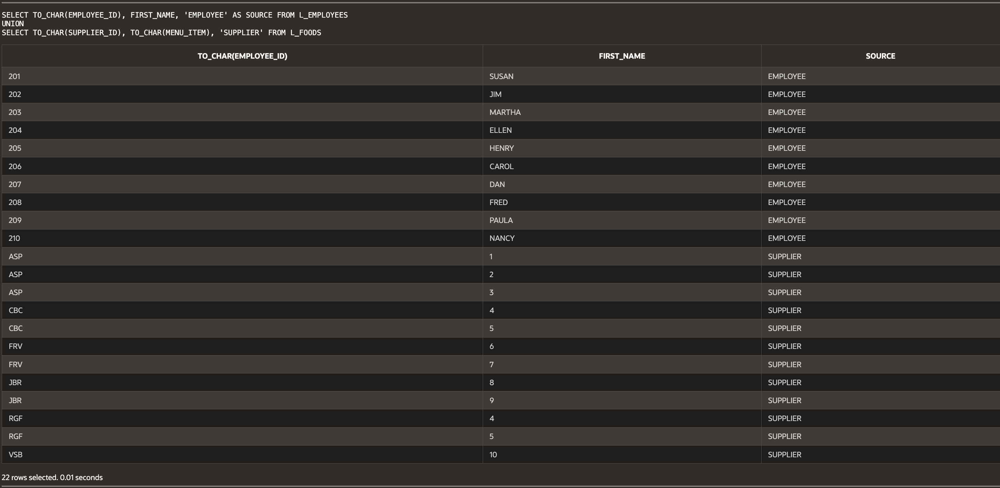 SELECT TO_CHAR(EMPLOYEE_ID), FIRST_NAME, 'EMPLOYEE' AS SOURCE FROM L_EMPLOYEES
UNION
SELECT TO_CHAR(SUPPLIER_ID), TO_CHAR(MENU_ITEM), 'SUPPLIER' FROM L_FOODS
TO_CHAR(EMPLOYEE_ID) FIRST_NAME SOURCE
201 SUSAN EMPLOYEE
202 JIM EMPLOYEE
203 MARTHA EMPLOYEE
204 ELLEN EMPLOYEE
205 HENRY EMPLOYEE
206 CAROL EMPLOYEE
207 DAN EMPLOYEE
208 FRED EMPLOYEE
209 PAULA EMPLOYEE
210 NANCY EMPLOYEE
ASP 1 SUPPLIER
ASP 2 SUPPLIER
ASP 3 SUPPLIER
CBC 4 SUPPLIER
CBC 5 SUPPLIER
FRV 6 SUPPLIER
FRV 7 SUPPLIER
JBR 8 SUPPLIER
JBR 9 SUPPLIER
RGF 4 SUPPLIER
RGF 5 SUPPLIER
VSB 10 SUPPLIER
22 rows selected. 0.01 seconds